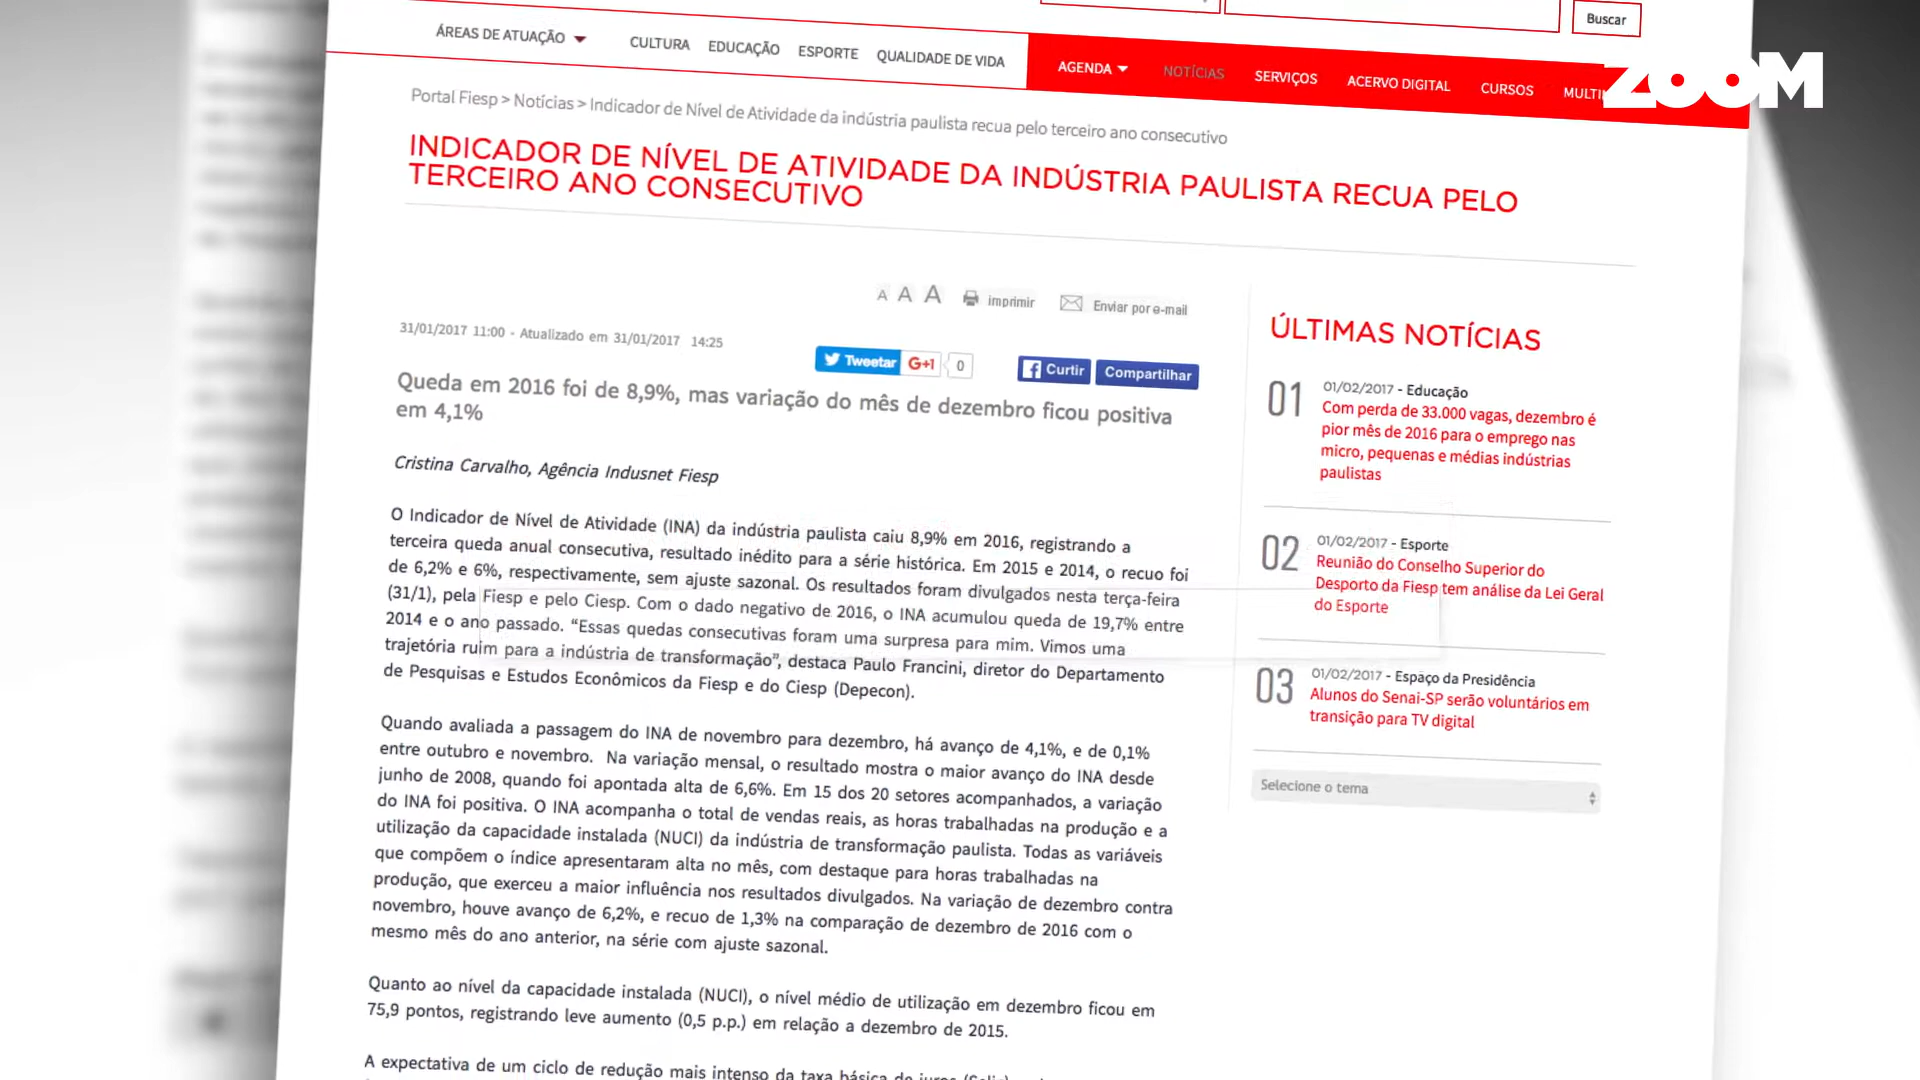 Buscar
ÁREAS DE ATUAÇÃO
CULTURA EDUCAÇÃO ESPORTE QUALIDADE DE VIDA
AGENDA NOTÍCIAS SERVIÇOS ACERVO DIGITAL CURSOS
ZOOM
Portal Fiesp > Notícias > Indicador de Nível de Atividade da indústria paulista recua pelo terceiro ano consecutivo
INDICADOR DE NÍVEL DE ATIVIDADE DA INDÚSTRIA PAULISTA RECUA PELO
TERCEIRO ANO CONSECUTIVO
A A A imprimir Enviar por e-mail
31/01/2017 11:00 - Atualizado em 31/01/2017 14:25
Tweetar G+1 0 Curtir Compartilhar
Queda em 2016 foi de 8,9%, mas variação do mês de dezembro ficou positiva
em 4,1%
Cristina Carvalho, Agência Indusnet Fiesp
O Indicador de Nível de Atividade (INA) da indústria paulista caiu 8,9% em 2016, registrando a
terceira queda anual consecutiva, resultado inédito para a série histórica. Em 2015 e 2014, o recuo foi
de 6,2% e 6%, respectivamente, sem ajuste sazonal. Os resultados foram divulgados nesta terça-feira
(31/1), pela Fiesp e pelo Ciesp. Com o dado negativo de 2016, o INA acumulou queda de 19,7% entre
2014 e o ano passado. “Essas quedas consecutivas foram uma surpresa para mim. Vimos uma
trajetória ruim para a indústria de transformação”, destaca Paulo Francini, diretor do Departamento
de Pesquisas e Estudos Econômicos da Fiesp e do Ciesp (Depecon).
Quando avaliada a passagem do INA de novembro para dezembro, há avanço de 4,1%, e de 0,1%
entre outubro e novembro. Na variação mensal, o resultado mostra o maior avanço do INA desde
junho de 2008, quando foi apontada alta de 6,6%. Em 15 dos 20 setores acompanhados, a variação
do INA foi positiva. O INA acompanha o total de vendas reais, as horas trabalhadas na produção e a
utilização da capacidade instalada (NUCI) da indústria de transformação paulista. Todas as variáveis
que compõem o índice apresentaram alta no mês, com destaque para horas trabalhadas na
produção, que exerceu a maior influência nos resultados divulgados. Na variação de dezembro contra
novembro, houve avanço de 6,2%, e recuo de 1,3% na comparação de dezembro de 2016 com o
mesmo mês do ano anterior, na série com ajuste sazonal.
Quanto ao nível da capacidade instalada (NUCI), o nível médio de utilização em dezembro ficou em
75,9 pontos, registrando leve aumento (0,5 p.p.) em relação a dezembro de 2015.
A expectativa de um ciclo de redução mais intenso da taxa básica de juros
ÚLTIMAS NOTÍCIAS
01 01/02/2017 - Educação
Com perda de 33.000 vagas, dezembro é
pior mês de 2016 para o emprego nas
micro, pequenas e médias indústrias
paulistas
02 01/02/2017 - Esporte
Reunião do Conselho Superior do
Desporto da Fiesp tem análise da Lei Geral
do Esporte
03 01/02/2017 - Espaço da Presidência
Alunos do Senai-SP serão voluntários em
transição para TV digital
Selecione o tema